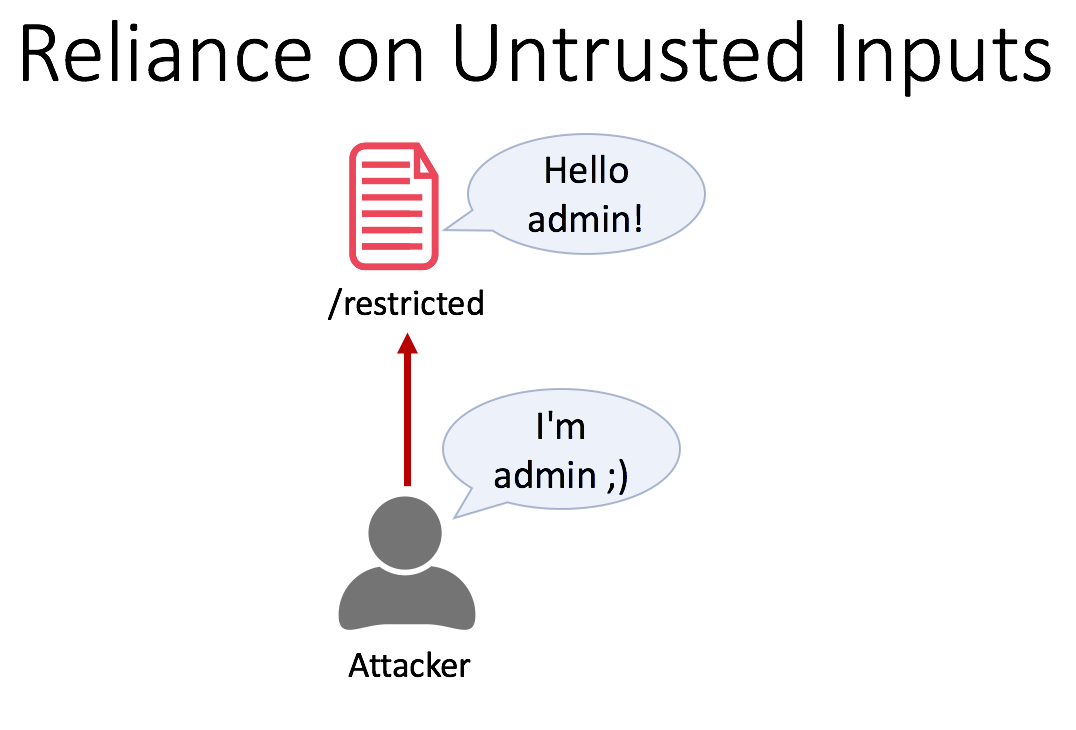 Reliance on Untrusted Inputs
Hello
admin!
/restricted
I'm
admin ;)
Attacker